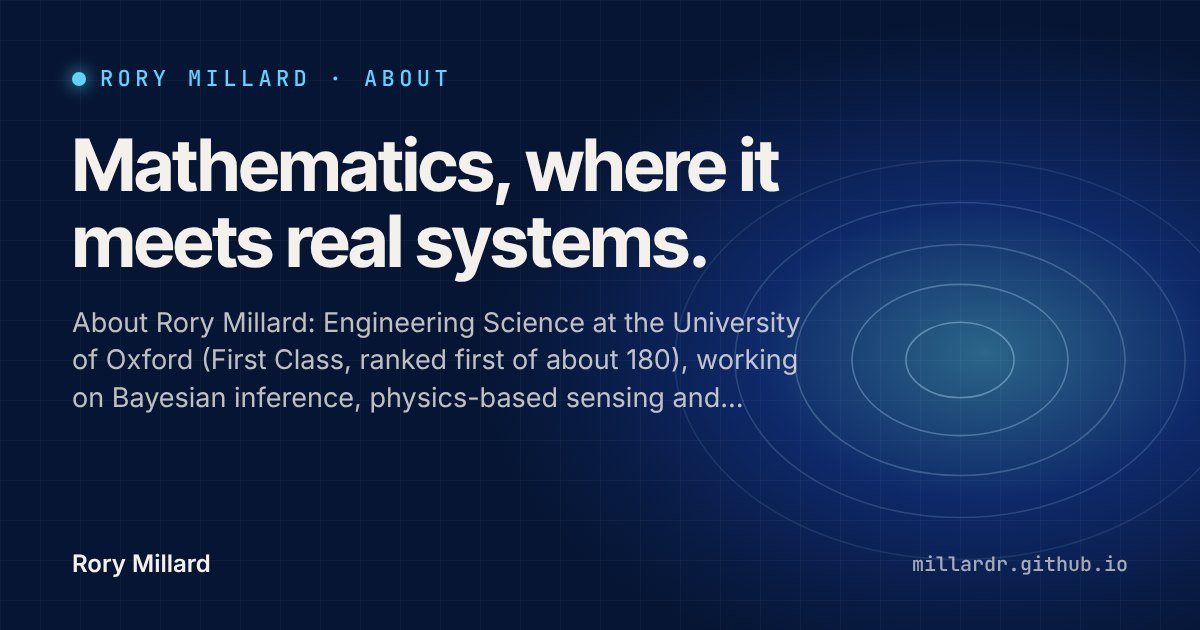 RORY MILLARD · ABOUT
Mathematics, where it
meets real systems.
About Rory Millard: Engineering Science at the University
of Oxford (First Class, ranked first of about 180), working
on Bayesian inference, physics-based sensing and...
Rory Millard
millardr.github.io